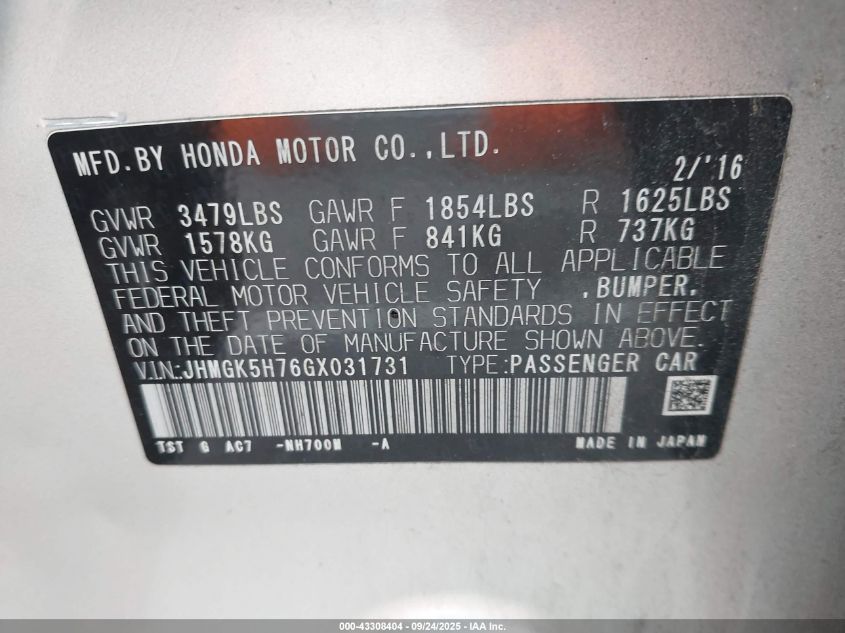 MFD.BY HONDA MOTOR CO.,LTD. 2/'16
GVWR 3479LBS GAWR F 1854LBS R 1625LBS
GVWR 1578KG GAWR F 841KG R 737KG
THIS VEHICLE CONFORMS TO ALL APPLICABLE
FEDERAL MOTOR VEHICLE SAFETY ,BUMPER,
AND THEFT PREVENTION STANDARDS IN EFFECT
ON THE DATE OF MANUFACTURE SHOWN ABOVE.
V.I.N.:JHMGK5H76GX031731 TYPE:PASSENGER CAR
TST G AC7 -NH700M -A MADE IN JAPAN
000-43308404 - 09/24/2025 - IAA Inc.